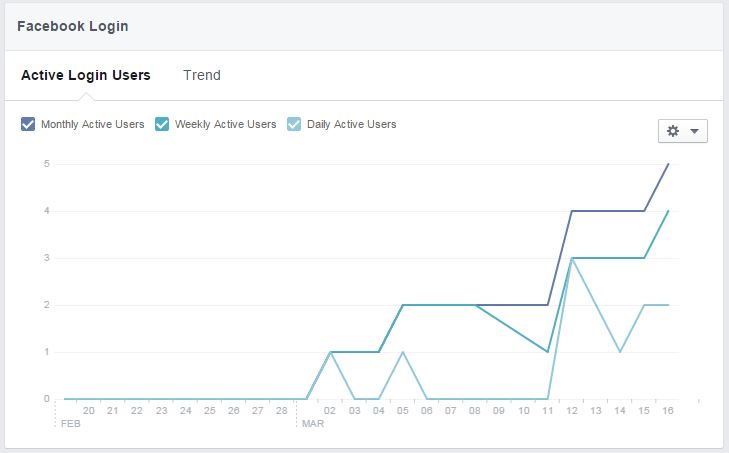 Facebook Login
Active Login Users Trend
Monthly Active Users Weekly Active Users Daily Active Users
5
4
3
2
1
0
20 21 22 23 24 25 26 27 28 02 03 04 05 06 07 08 09 10 11 12 13 14 15 16
FEB MAR